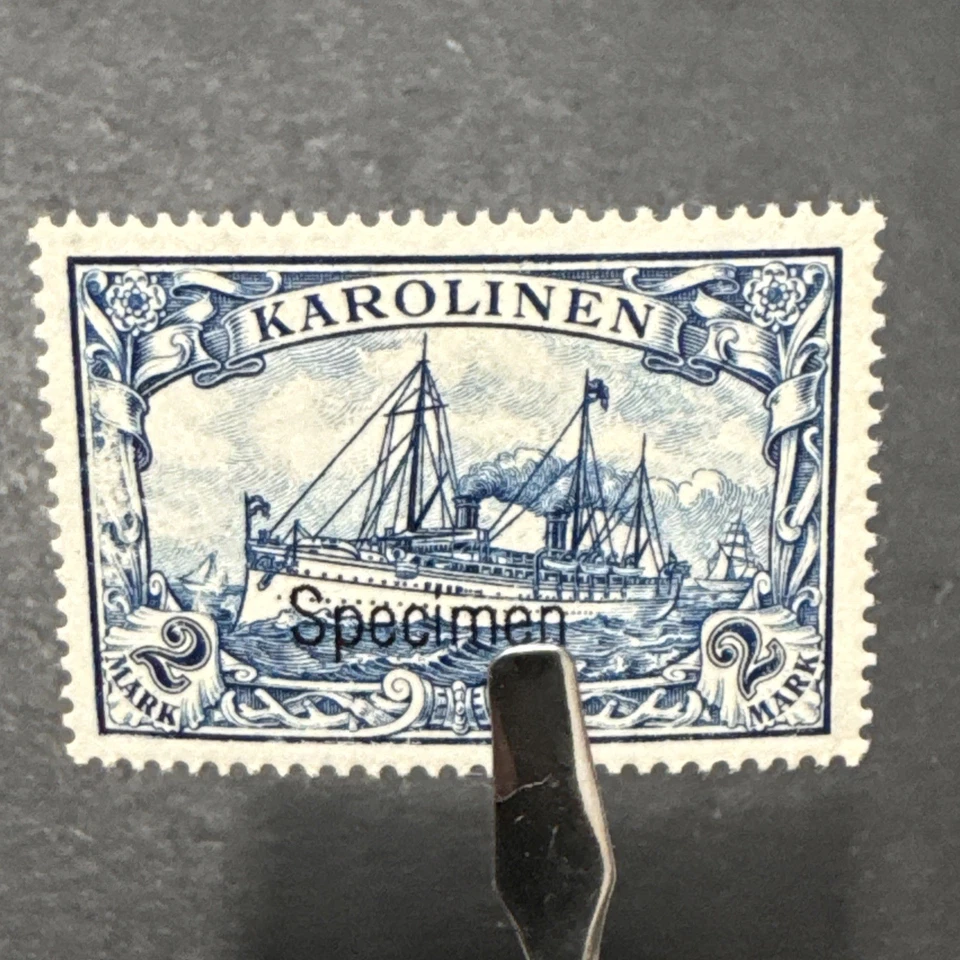 KAROLINEN
Specimen
2 2
MARK MARK